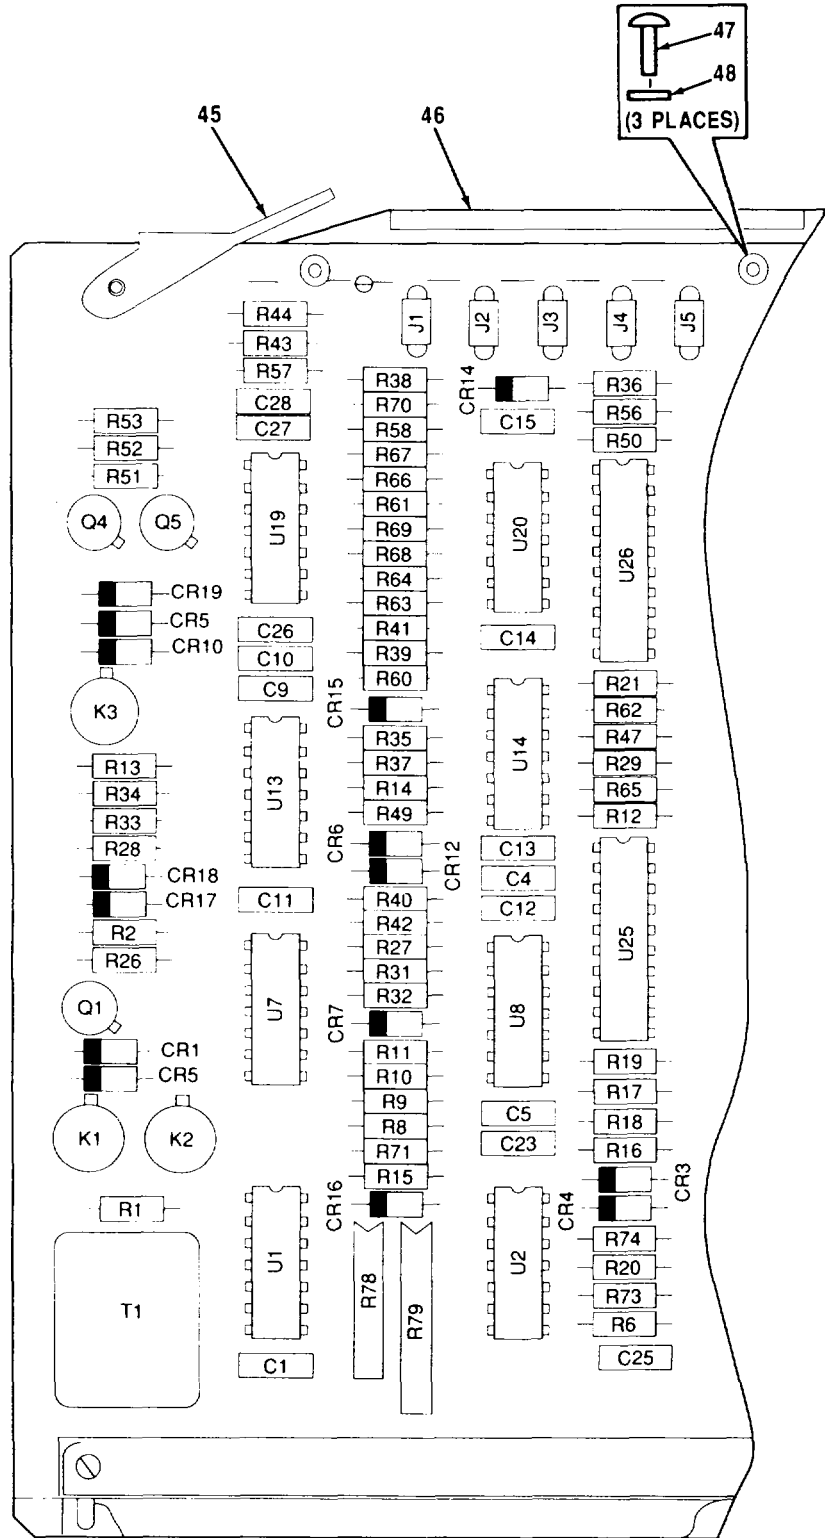 47
48
(3 PLACES)
45
46
J1
J2
J3
J4
J5
R44
R43
R57
C28
C27
R53
R52
R51
Q4
Q5
U19
CR19
CR5
CR10
K3
C26
C10
C9
U13
R13
R34
R33
R28
CR18
CR17
R2
R26
C11
U7
Q1
CR1
CR5
K1
K2
R1
T1
U1
C1
R38
R70
R58
R67
R66
R61
R69
R68
R64
R63
R41
R39
R60
CR15
R35
R37
R14
R49
CR6
CR12
R40
R42
R27
R31
R32
CR7
R11
R10
R9
R8
R71
R15
CR16
R78
R79
CR14
C15
U20
C14
U14
C13
C4
C12
U8
C5
C23
U2
R36
R56
R50
U26
R21
R62
R47
R29
R65
R12
U25
R19
R17
R18
R16
CR3
CR4
R74
R20
R73
R6
C25